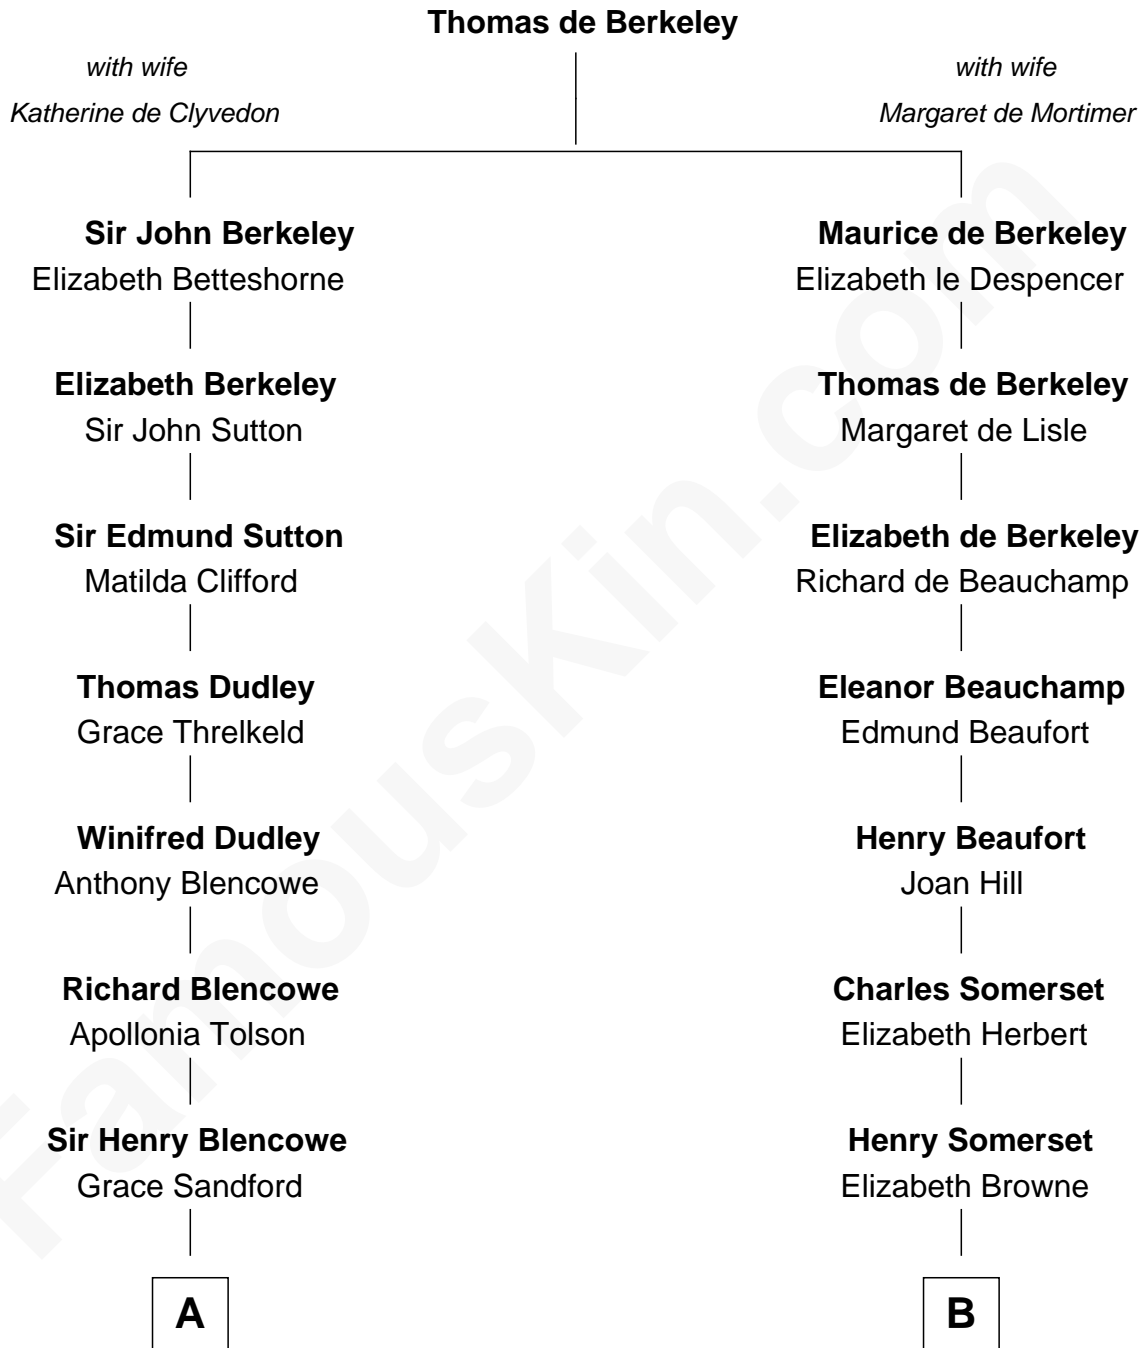 Thomas de Berkeley
with wife
Katherine de Clyvedon
with wife
Margaret de Mortimer
Sir John Berkeley
Elizabeth Betteshorne
Maurice de Berkeley
Elizabeth le Despencer
Elizabeth Berkeley
Sir John Sutton
Thomas de Berkeley
Margaret de Lisle
Sir Edmund Sutton
Matilda Clifford
Elizabeth de Berkeley
Richard de Beauchamp
Thomas Dudley
Grace Threlkeld
Eleanor Beauchamp
Edmund Beaufort
Winifred Dudley
Anthony Blencowe
Henry Beaufort
Joan Hill
Richard Blencowe
Apollonia Tolson
Charles Somerset
Elizabeth Herbert
Sir Henry Blencowe
Grace Sandford
Henry Somerset
Elizabeth Browne
A
B
FamousKin.com